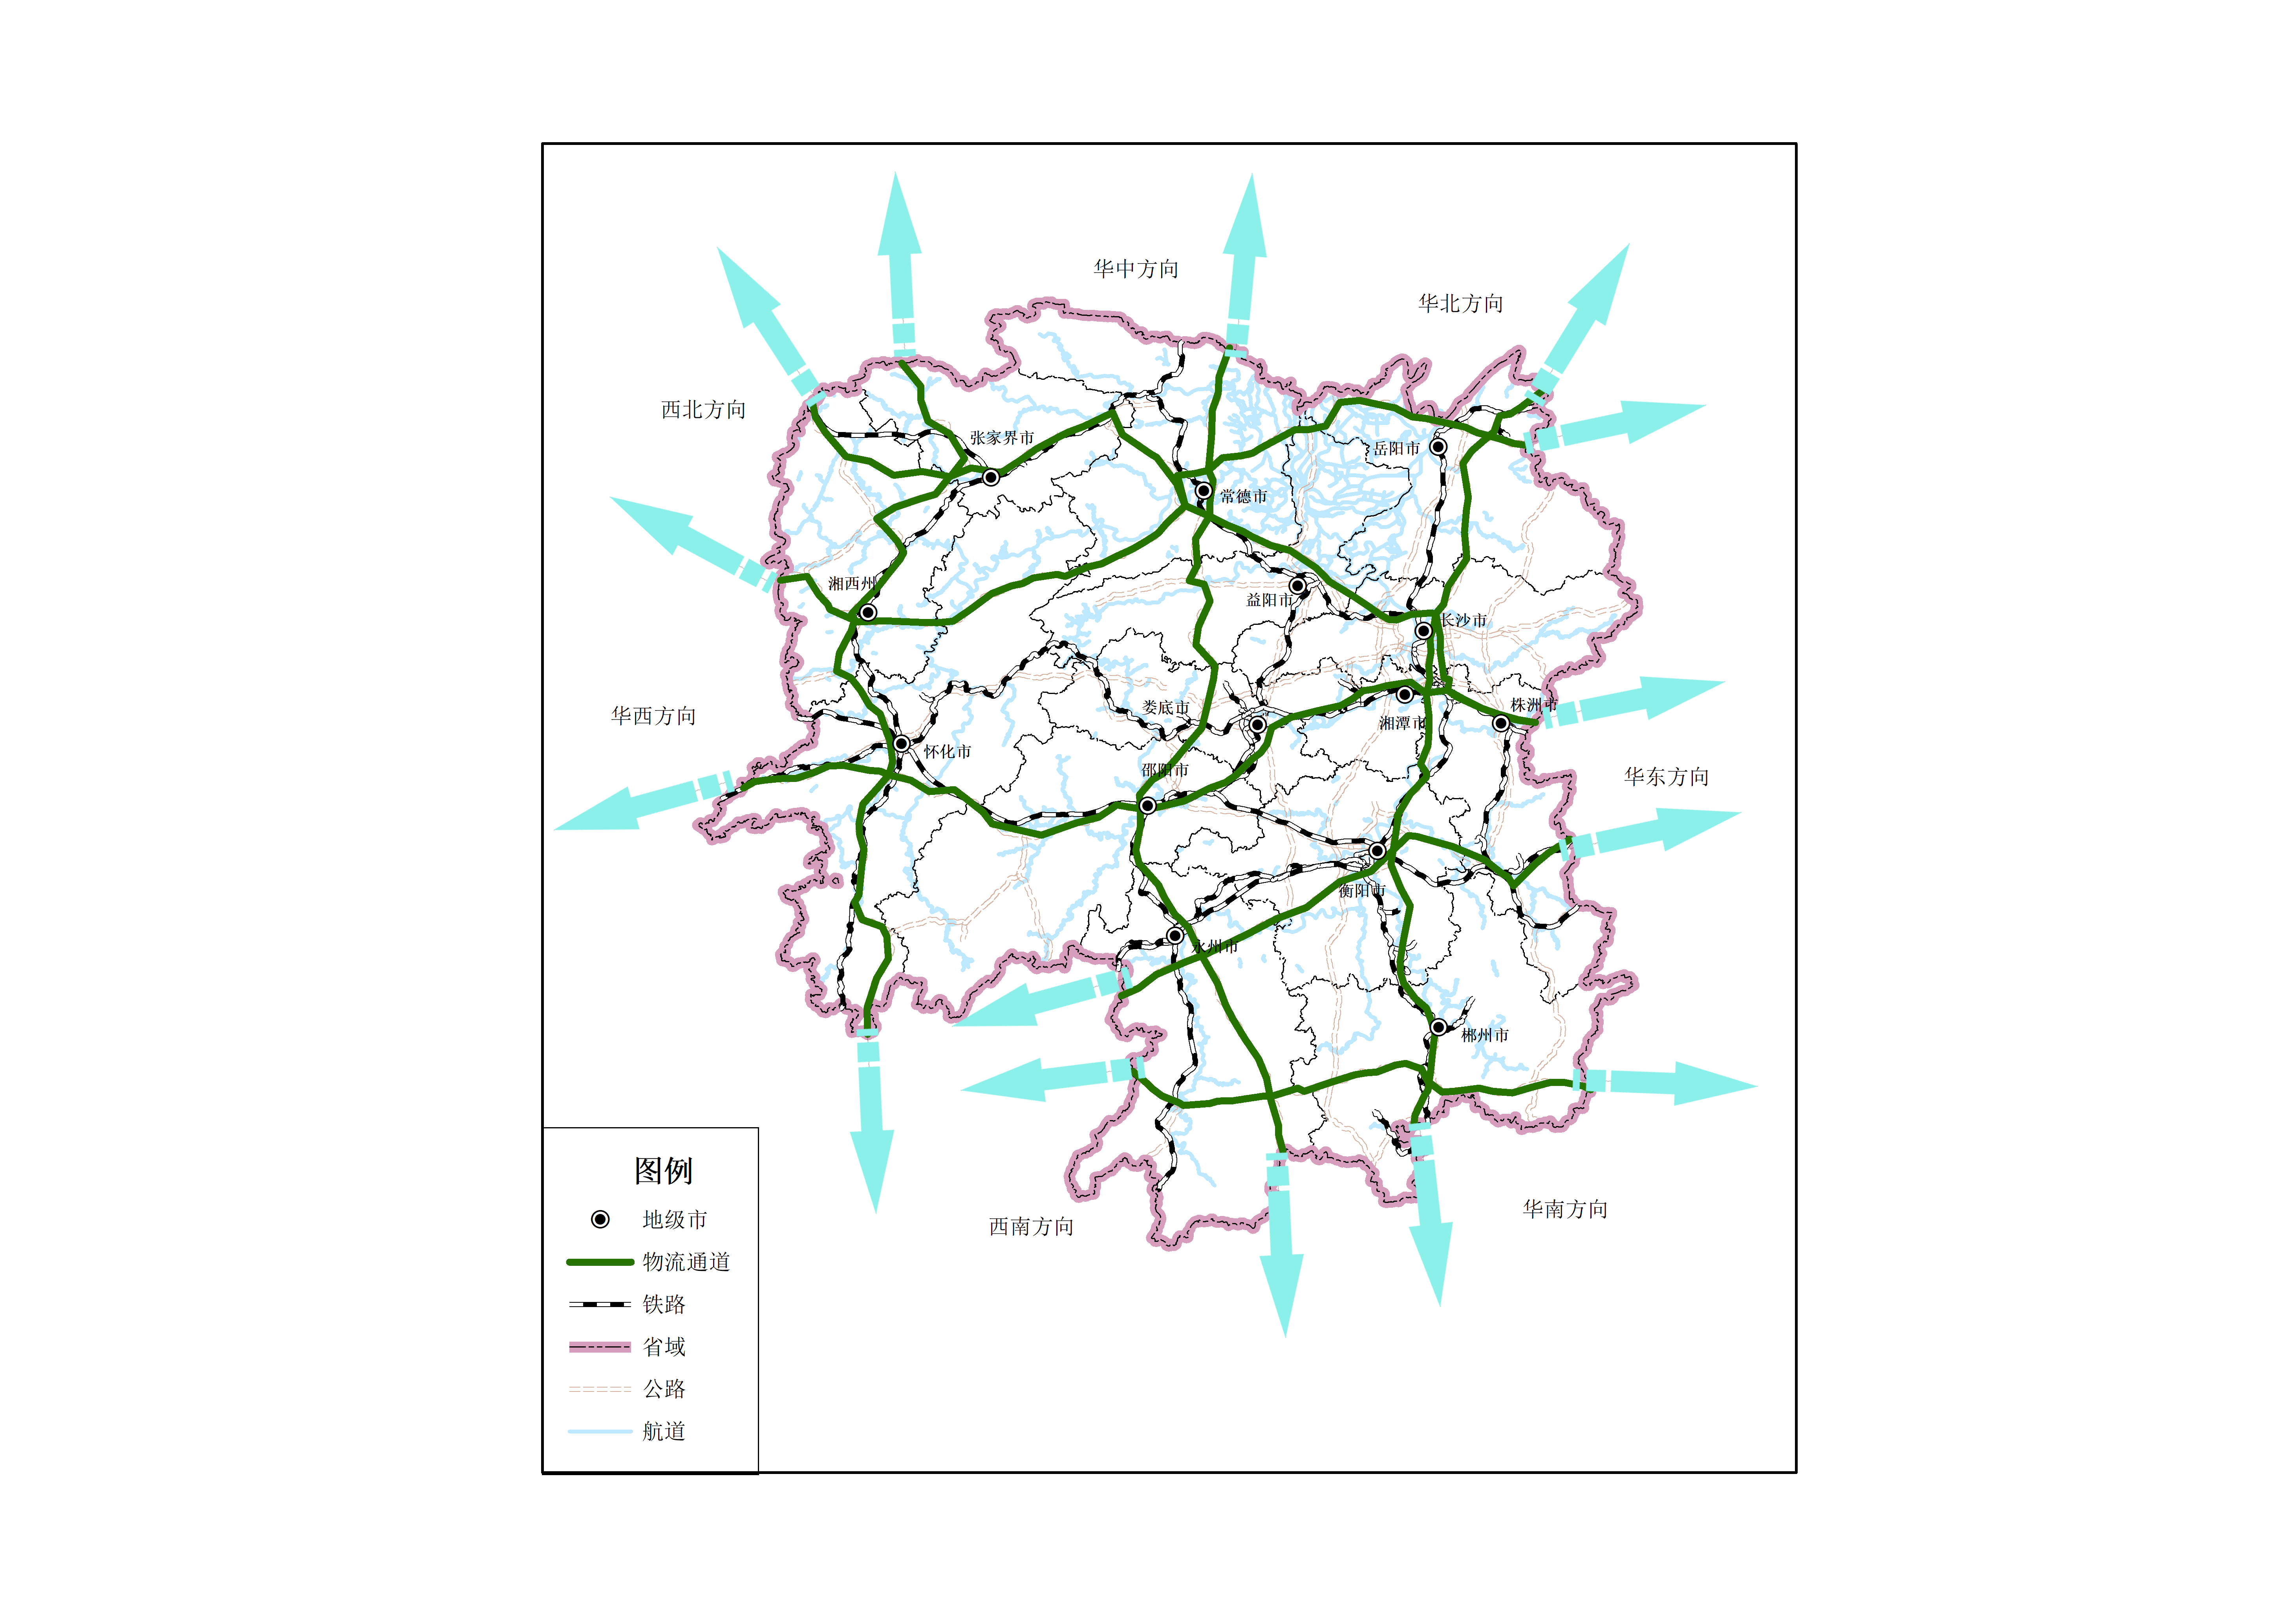 华中方向
华北方向
西北方向
张家界市
岳阳市
常德市
湘西州
益阳市
长沙市
株洲市
娄底市
华西方向
湘潭市
怀化市
邵阳市
华东方向
衡阳市
永州市
郴州市
华南方向
西南方向
图例
地级市
物流通道
铁路
省域
公路
航道